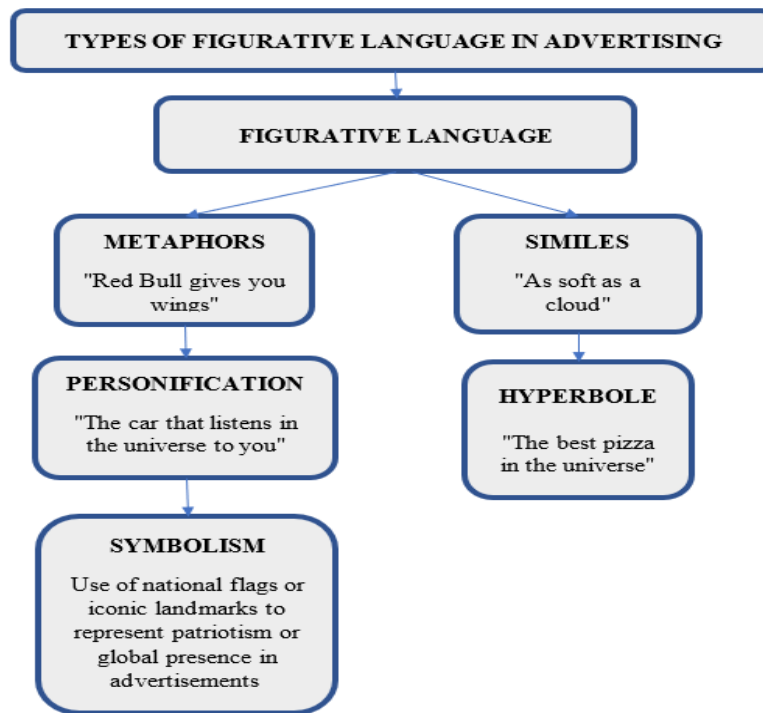 TYPES OF FIGURATIVE LANGUAGE IN ADVERTISING
FIGURATIVE LANGUAGE
METAPHORS
"Red Bull gives you
wings"
SIMILES
"As soft as a
cloud"
PERSONIFICATION
"The car that listens in
the universe to you"
HYPERBOLE
"The best pizza
in the universe"
SYMBOLISM
Use of national flags or
iconic landmarks to
represent patriotism or
global presence in
advertisements